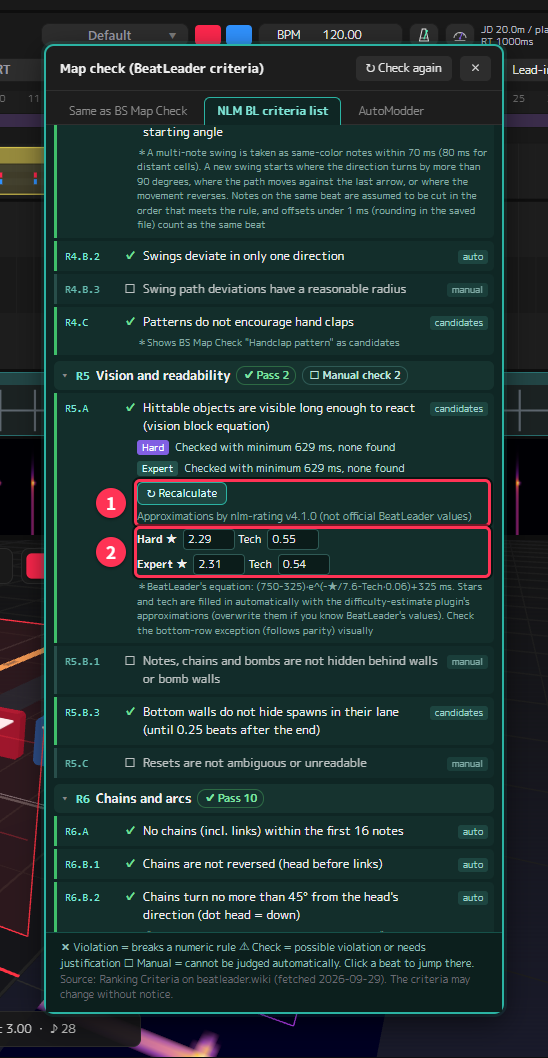 Default
BPM 120.00
JD 20.0m / pla
RT 1000ms
Map check (BeatLeader criteria)
↻ Check again
×
RT
Lead-in
0 11
25
Same as BS Map Check
NLM BL criteria list
AutoModder
starting angle
＊A multi-note swing is taken as same-color notes within 70 ms (80 ms for
distant cells). A new swing starts where the direction turns by more than
90 degrees, where the path moves against the last arrow, or where the
movement reverses. Notes on the same beat are assumed to be cut in the
order that meets the rule, and offsets under 1 ms (rounding in the saved
file) count as the same beat
R4.B.2 ✓ Swings deviate in only one direction auto
R4.B.3 ☐ Swing path deviations have a reasonable radius manual
R4.C ✓ Patterns do not encourage hand claps candidates
＊Shows BS Map Check "Handclap pattern" as candidates
R5 Vision and readability ✓ Pass 2 ☐ Manual check 2
R5.A ✓ Hittable objects are visible long enough to react candidates
(vision block equation)
Hard Checked with minimum 629 ms, none found
Expert Checked with minimum 629 ms, none found
1
↻ Recalculate
Approximations by nlm-rating v4.1.0 (not official BeatLeader values)
2
Hard ★ 2.29 Tech 0.55
Expert ★ 2.31 Tech 0.54
＊BeatLeader's equation: (750-325)·e^(-★/7.6-Tech·0.06)+325 ms. Stars
and tech are filled in automatically with the difficulty-estimate plugin's
approximations (overwrite them if you know BeatLeader's values). Check
the bottom-row exception (follows parity) visually
R5.B.1 ☐ Notes, chains and bombs are not hidden behind walls manual
or bomb walls
R5.B.3 ✓ Bottom walls do not hide spawns in their lane candidates
(until 0.25 beats after the end)
R5.C ☐ Resets are not ambiguous or unreadable manual
R6 Chains and arcs ✓ Pass 10
R6.A ✓ No chains (incl. links) within the first 16 notes auto
R6.B.1 ✓ Chains are not reversed (head before links) auto
R6.B.2 ✓ Chains turn no more than 45° from the head's auto
direction (dot head = down)
✕ Violation = breaks a numeric rule ⚠ Check = possible violation or needs
justification ☐ Manual = cannot be judged automatically. Click a beat to jump there.
Source: Ranking Criteria on beatleader.wiki (fetched 2026-09-29). The criteria may
change without notice.
: 3.00 · ♪ 28